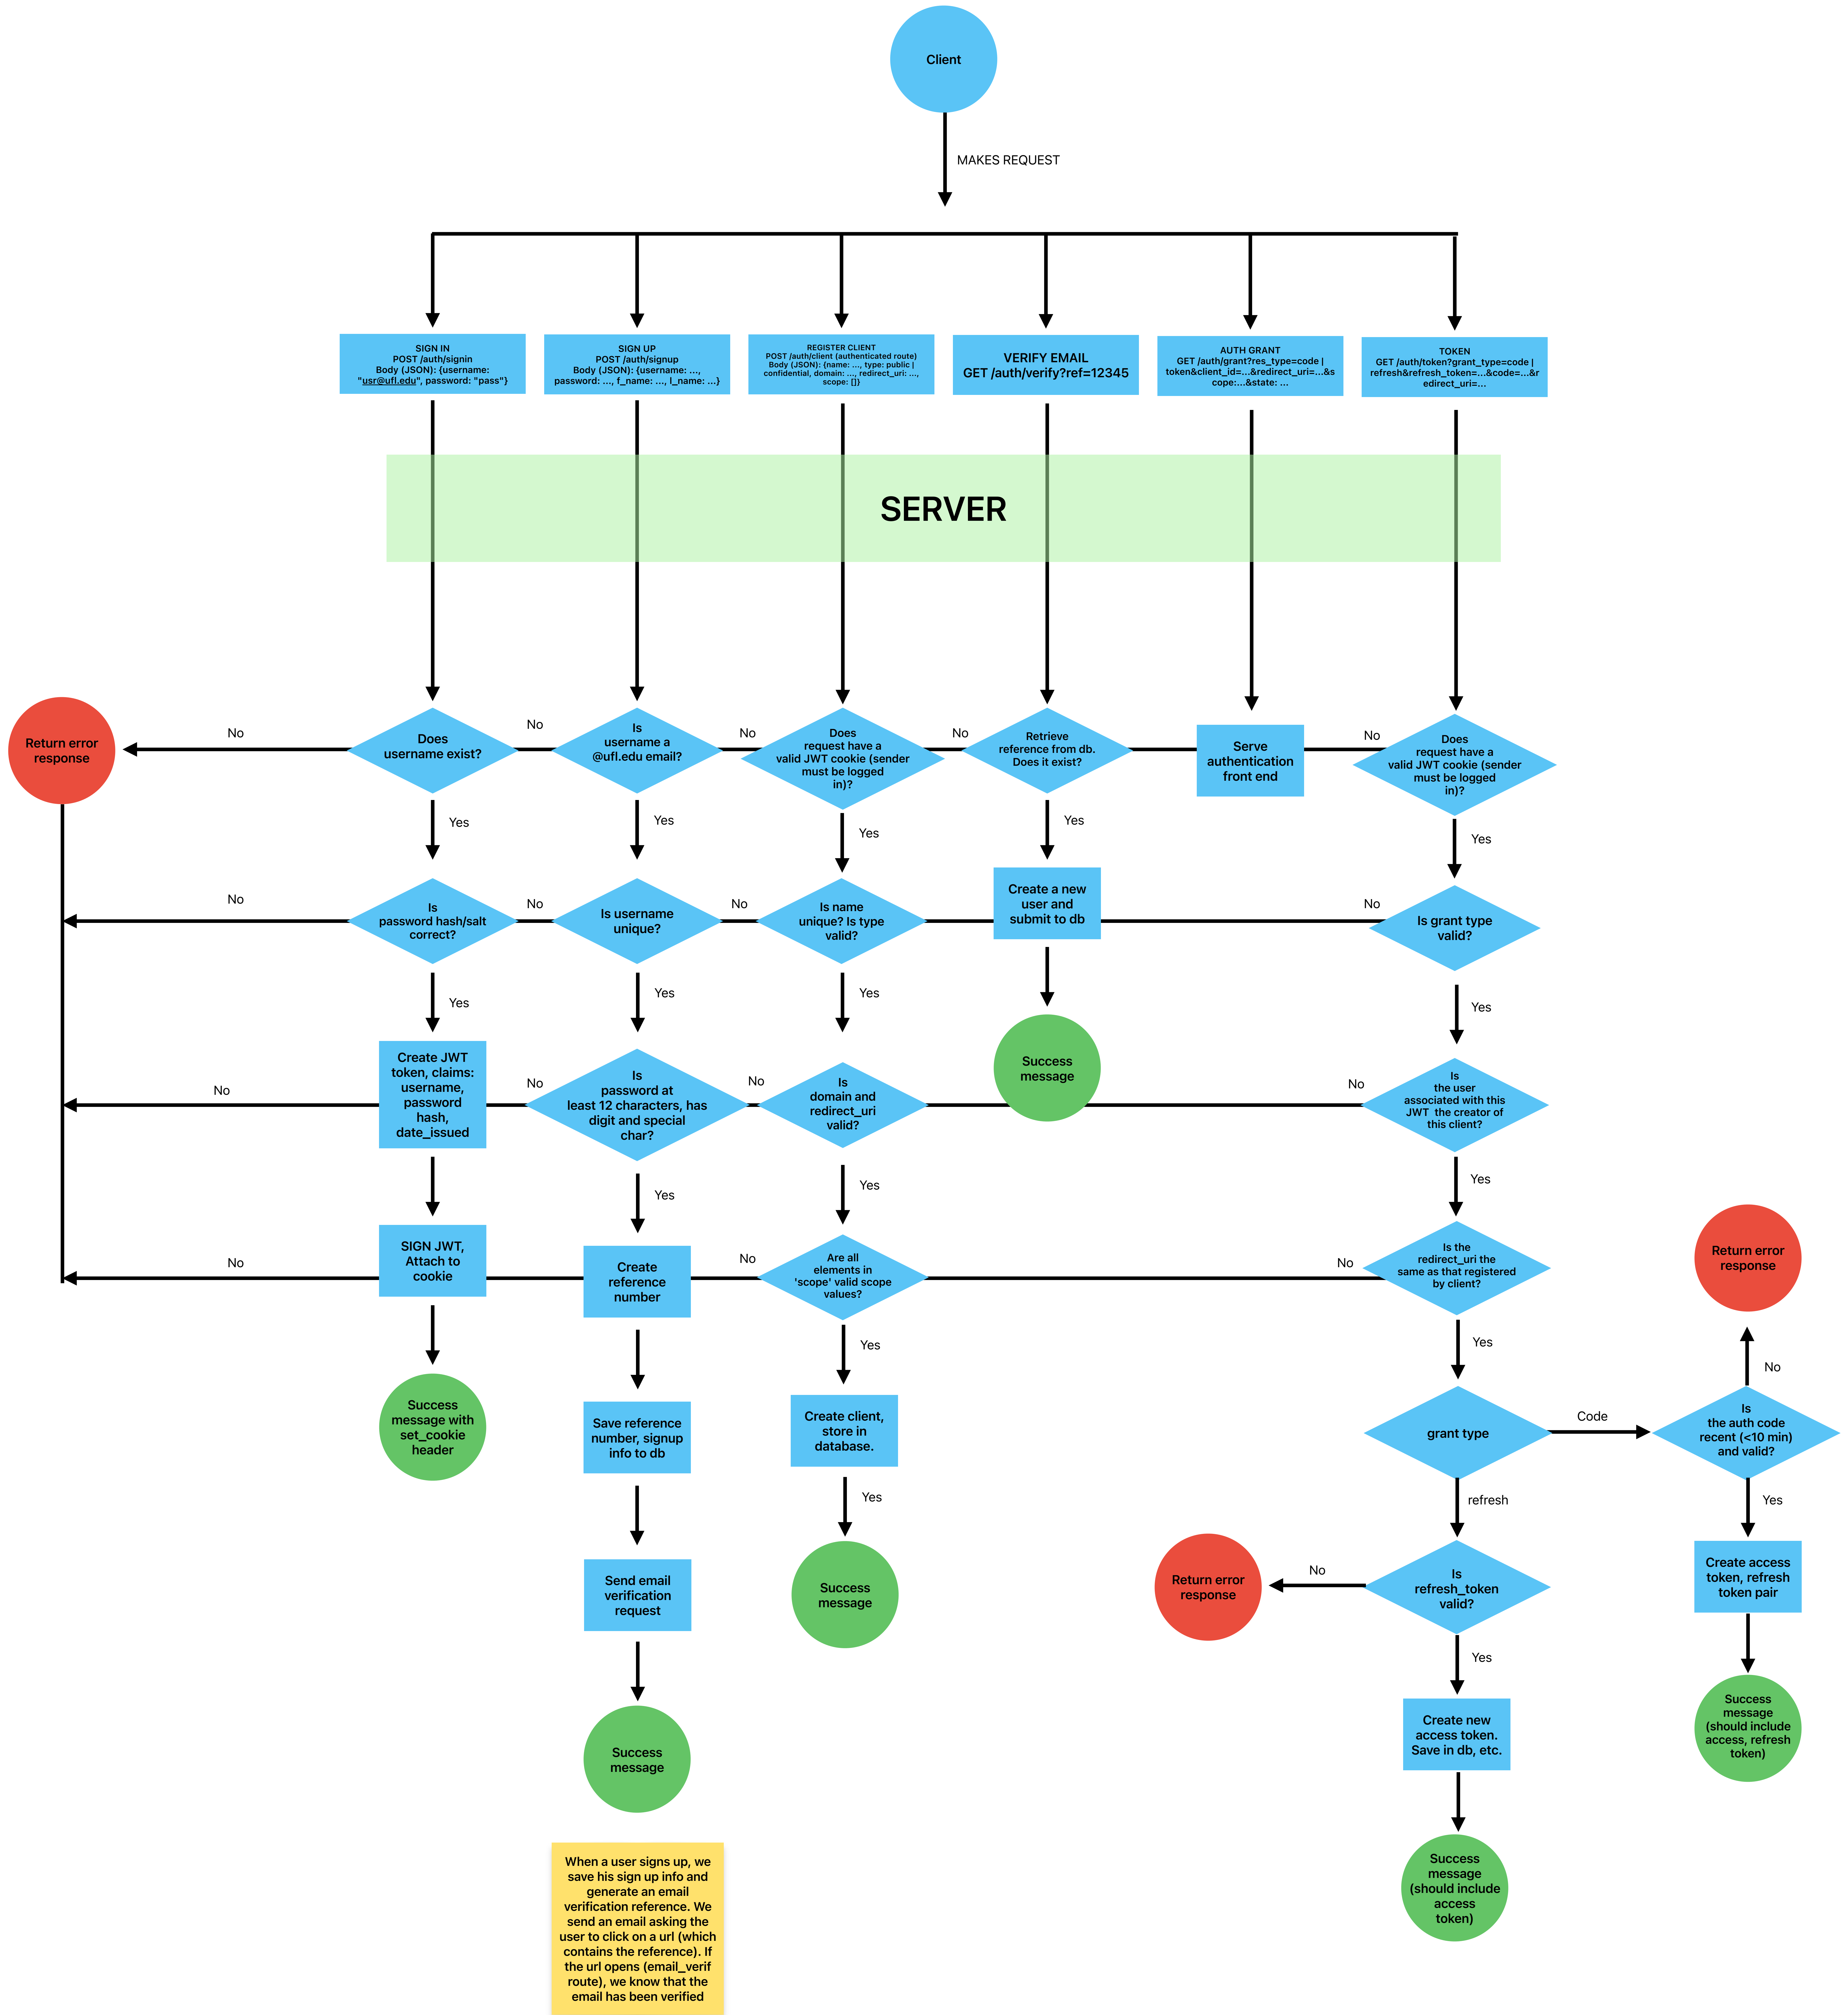 Client
MAKES REQUEST
SIGN IN
POST /auth/signin
Body (JSON): {username:
"usr@ufl.edu", password: "pass"}
SIGN UP
POST /auth/signup
Body (JSON): {username: ...,
password: ..., f_name: ..., l_name: ...}
REGISTER CLIENT
POST /auth/client (authenticated route)
Body (JSON): {name: ..., type: public |
confidential, domain: ..., redirect_uri: ...,
scope: []}
VERIFY EMAIL
GET /auth/verify?ref=12345
AUTH GRANT
GET /auth/grant?res_type=code |
token&client_id=...&redirect_uri=...&s
cope:...&state: ...
TOKEN
GET /auth/token?grant_type=code |
refresh&refresh_token=...&code=...&r
edirect_uri=...
SERVER
Return error
response
No
Does
username exist?
No
Is
username a
@ufl.edu email?
No
Does
request have a
valid JWT cookie (sender
must be logged
in)?
No
Retrieve
reference from db.
Does it exist?
Serve
authentication
front end
No
Does
request have a
valid JWT cookie (sender
must be logged
in)?
Yes
Yes
Yes
Yes
Yes
No
Is
password hash/salt
correct?
No
Is username
unique?
No
Is name
unique? Is type
valid?
Create a new
user and
submit to db
No
Is grant type
valid?
Yes
Yes
Yes
Yes
No
Create JWT
token, claims:
username,
password
hash,
date_issued
No
Is
password at
least 12 characters, has
digit and special
char?
No
Is
domain and
redirect_uri
valid?
Success
message
No
Is
the user
associated with this
JWT the creator of
this client?
Yes
Yes
Yes
No
SIGN JWT,
Attach to
cookie
Create
reference
number
No
Are all
elements in
'scope' valid scope
values?
No
Is the
redirect_uri the
same as that registered
by client?
Return error
response
Yes
Yes
No
Success
message with
set_cookie
header
Save reference
number, signup
info to db
Create client,
store in
database.
grant type
Code
Is
the auth code
recent (<10 min)
and valid?
Yes
refresh
Yes
Send email
verification
request
Success
message
Return error
response
No
Is
refresh_token
valid?
Create access
token, refresh
token pair
Yes
Success
message
Create new
access token.
Save in db, etc.
Success
message
(should include
access, refresh
token)
Success
message
(should include
access
token)
When a user signs up, we
save his sign up info and
generate an email
verification reference. We
send an email asking the
user to click on a url (which
contains the reference). If
the url opens (email_verif
route), we know that the
email has been verified